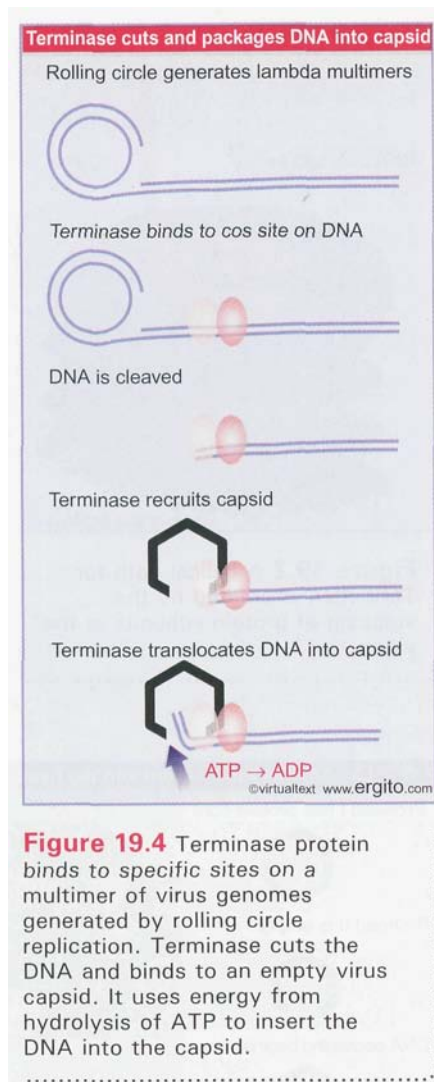 Terminase cuts and packages DNA into capsid
Rolling circle generates lambda multimers
Terminase binds to cos site on DNA
DNA is cleaved
Terminase recruits capsid
Terminase translocates DNA into capsid
ATP → ADP
©virtualtext www.ergito.com
Figure 19.4 Terminase protein
binds to specific sites on a
multimer of virus genomes
generated by rolling circle
replication. Terminase cuts the
DNA and binds to an empty virus
capsid. It uses energy from
hydrolysis of ATP to insert the
DNA into the capsid.